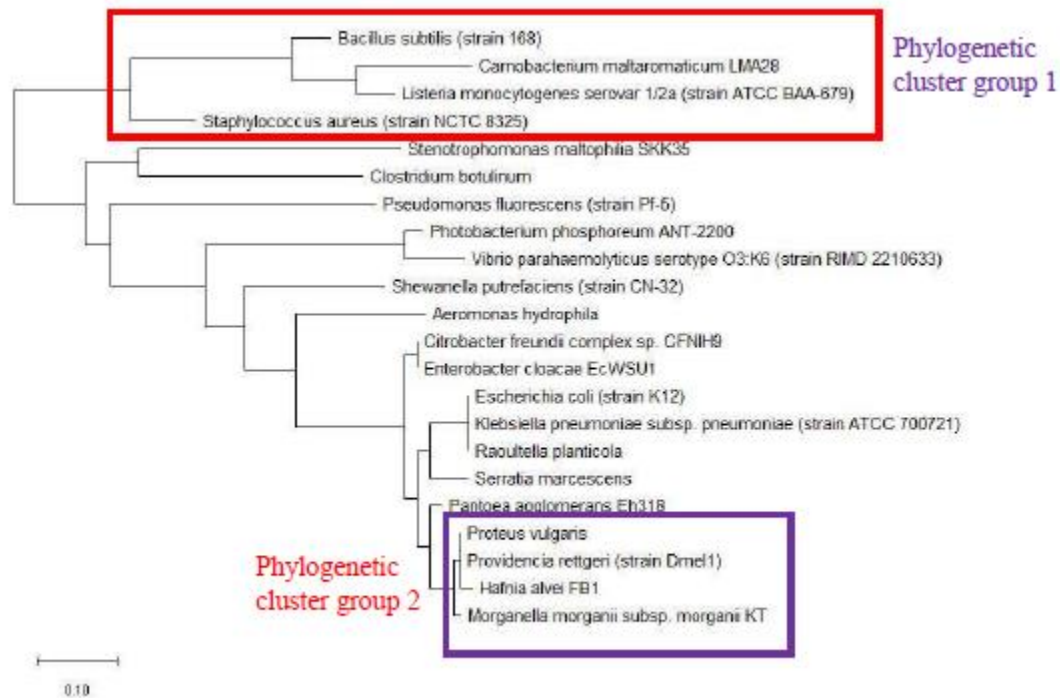 Bacillus subtilis (strain 168)
Carnobacterium maltaromaticum LMA28
Listeria monocytogenes serovar 1/2a (strain ATCC BAA-679)
Staphylococcus aureus (strain NCTC 8325)
Phylogenetic
cluster group 1
Stenotrophomonas maltophilia SKK35
Clostridium botulinum
Pseudomonas fluorescens (strain Pf-5)
Photobacterium phosphoreum ANT-2200
Vibrio parahaemolyticus serotype O3:K6 (strain RIMD 2210633)
Shewanella putrefaciens (strain CN-32)
Aeromonas hydrophila
Citrobacter freundii complex sp. CFNIH9
Enterobacter cloacae EcWSU1
Escherichia coli (strain K12)
Klebsiella pneumoniae subsp. pneumoniae (strain ATCC 700721)
Raoultella planticola
Serratia marcescens
Pantoea agglomerans Eh318
Proteus vulgaris
Providencia rettgeri (strain Dmel1)
Hafnia alvei FB1
Morganella morganii subsp. morganii KT
Phylogenetic
cluster group 2
0.10